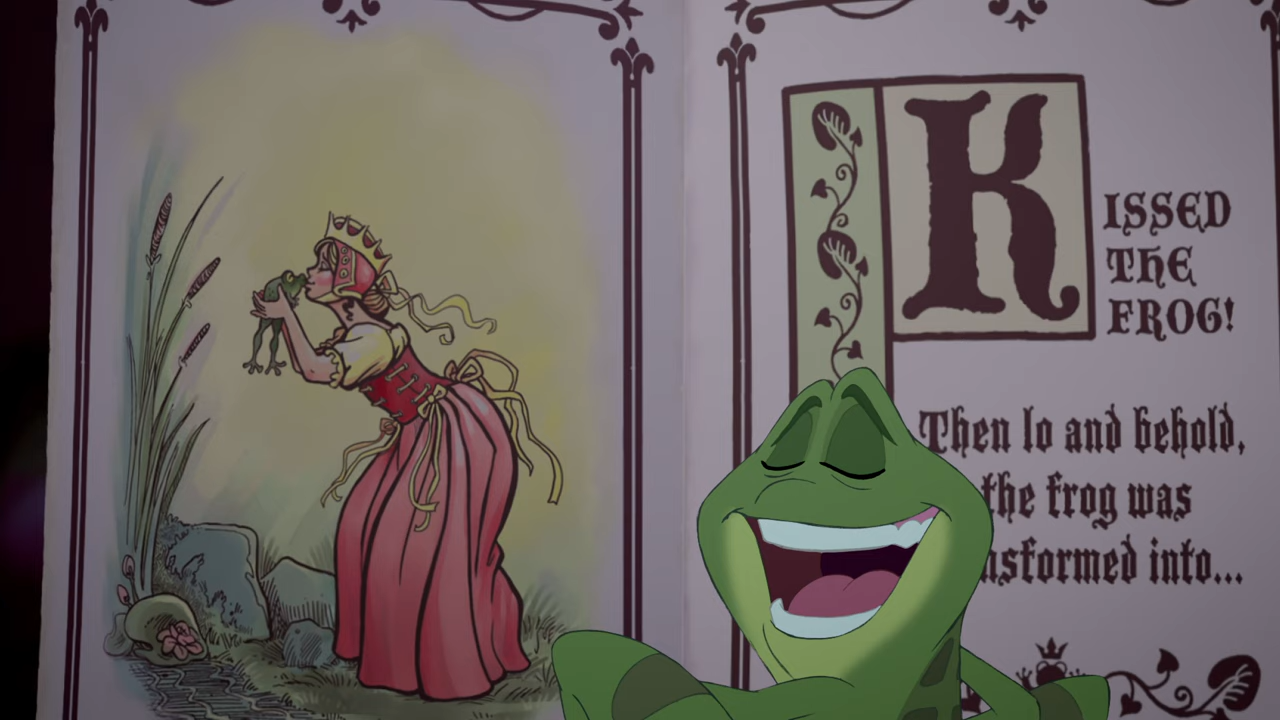 KISSED
THE
FROG!
Then lo and behold,
the frog was
into...